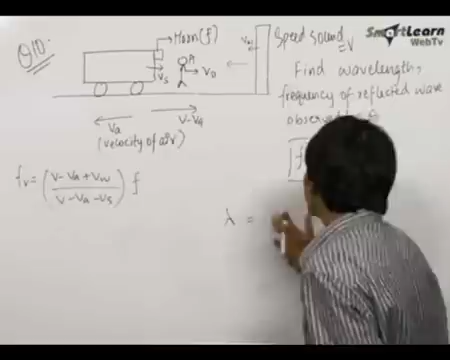 Q10.
Horn(f)
A
Vs
Vo
Vw
Speed Sound = V
SmartLearn
WebTv
Find wavelength,
frequency of reflected wave
Va
V-Va
(velocity of air)
fv = (V - Va + Vw / V - Va - Vs) f
λ =